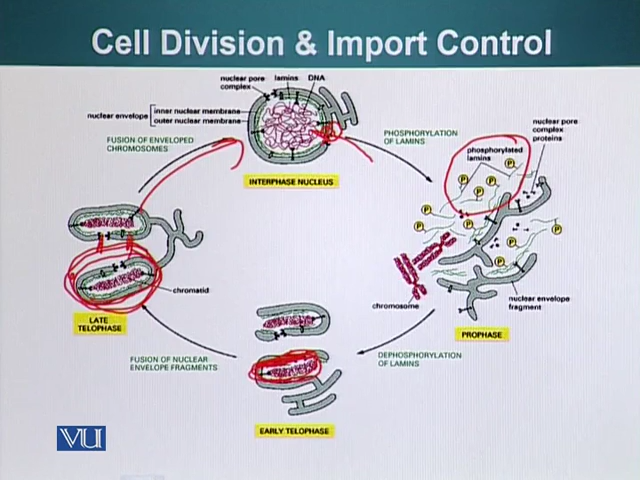 Cell Division & Import Control
nuclear pore
complex
lamins
DNA
nuclear envelope
inner nuclear membrane
outer nuclear membrane
FUSION OF ENVELOPED
CHROMOSOMES
PHOSPHORYLATION
OF LAMINS
INTERPHASE NUCLEUS
nuclear pore
complex
proteins
phosphorylated
lamins
P
P
P
P
P
P
P
P
P
P
chromatid
LATE
TELOPHASE
chromosome
nuclear envelope
fragment
PROPHASE
FUSION OF NUCLEAR
ENVELOPE FRAGMENTS
DEPHOSPHORYLATION
OF LAMINS
EARLY TELOPHASE
VU